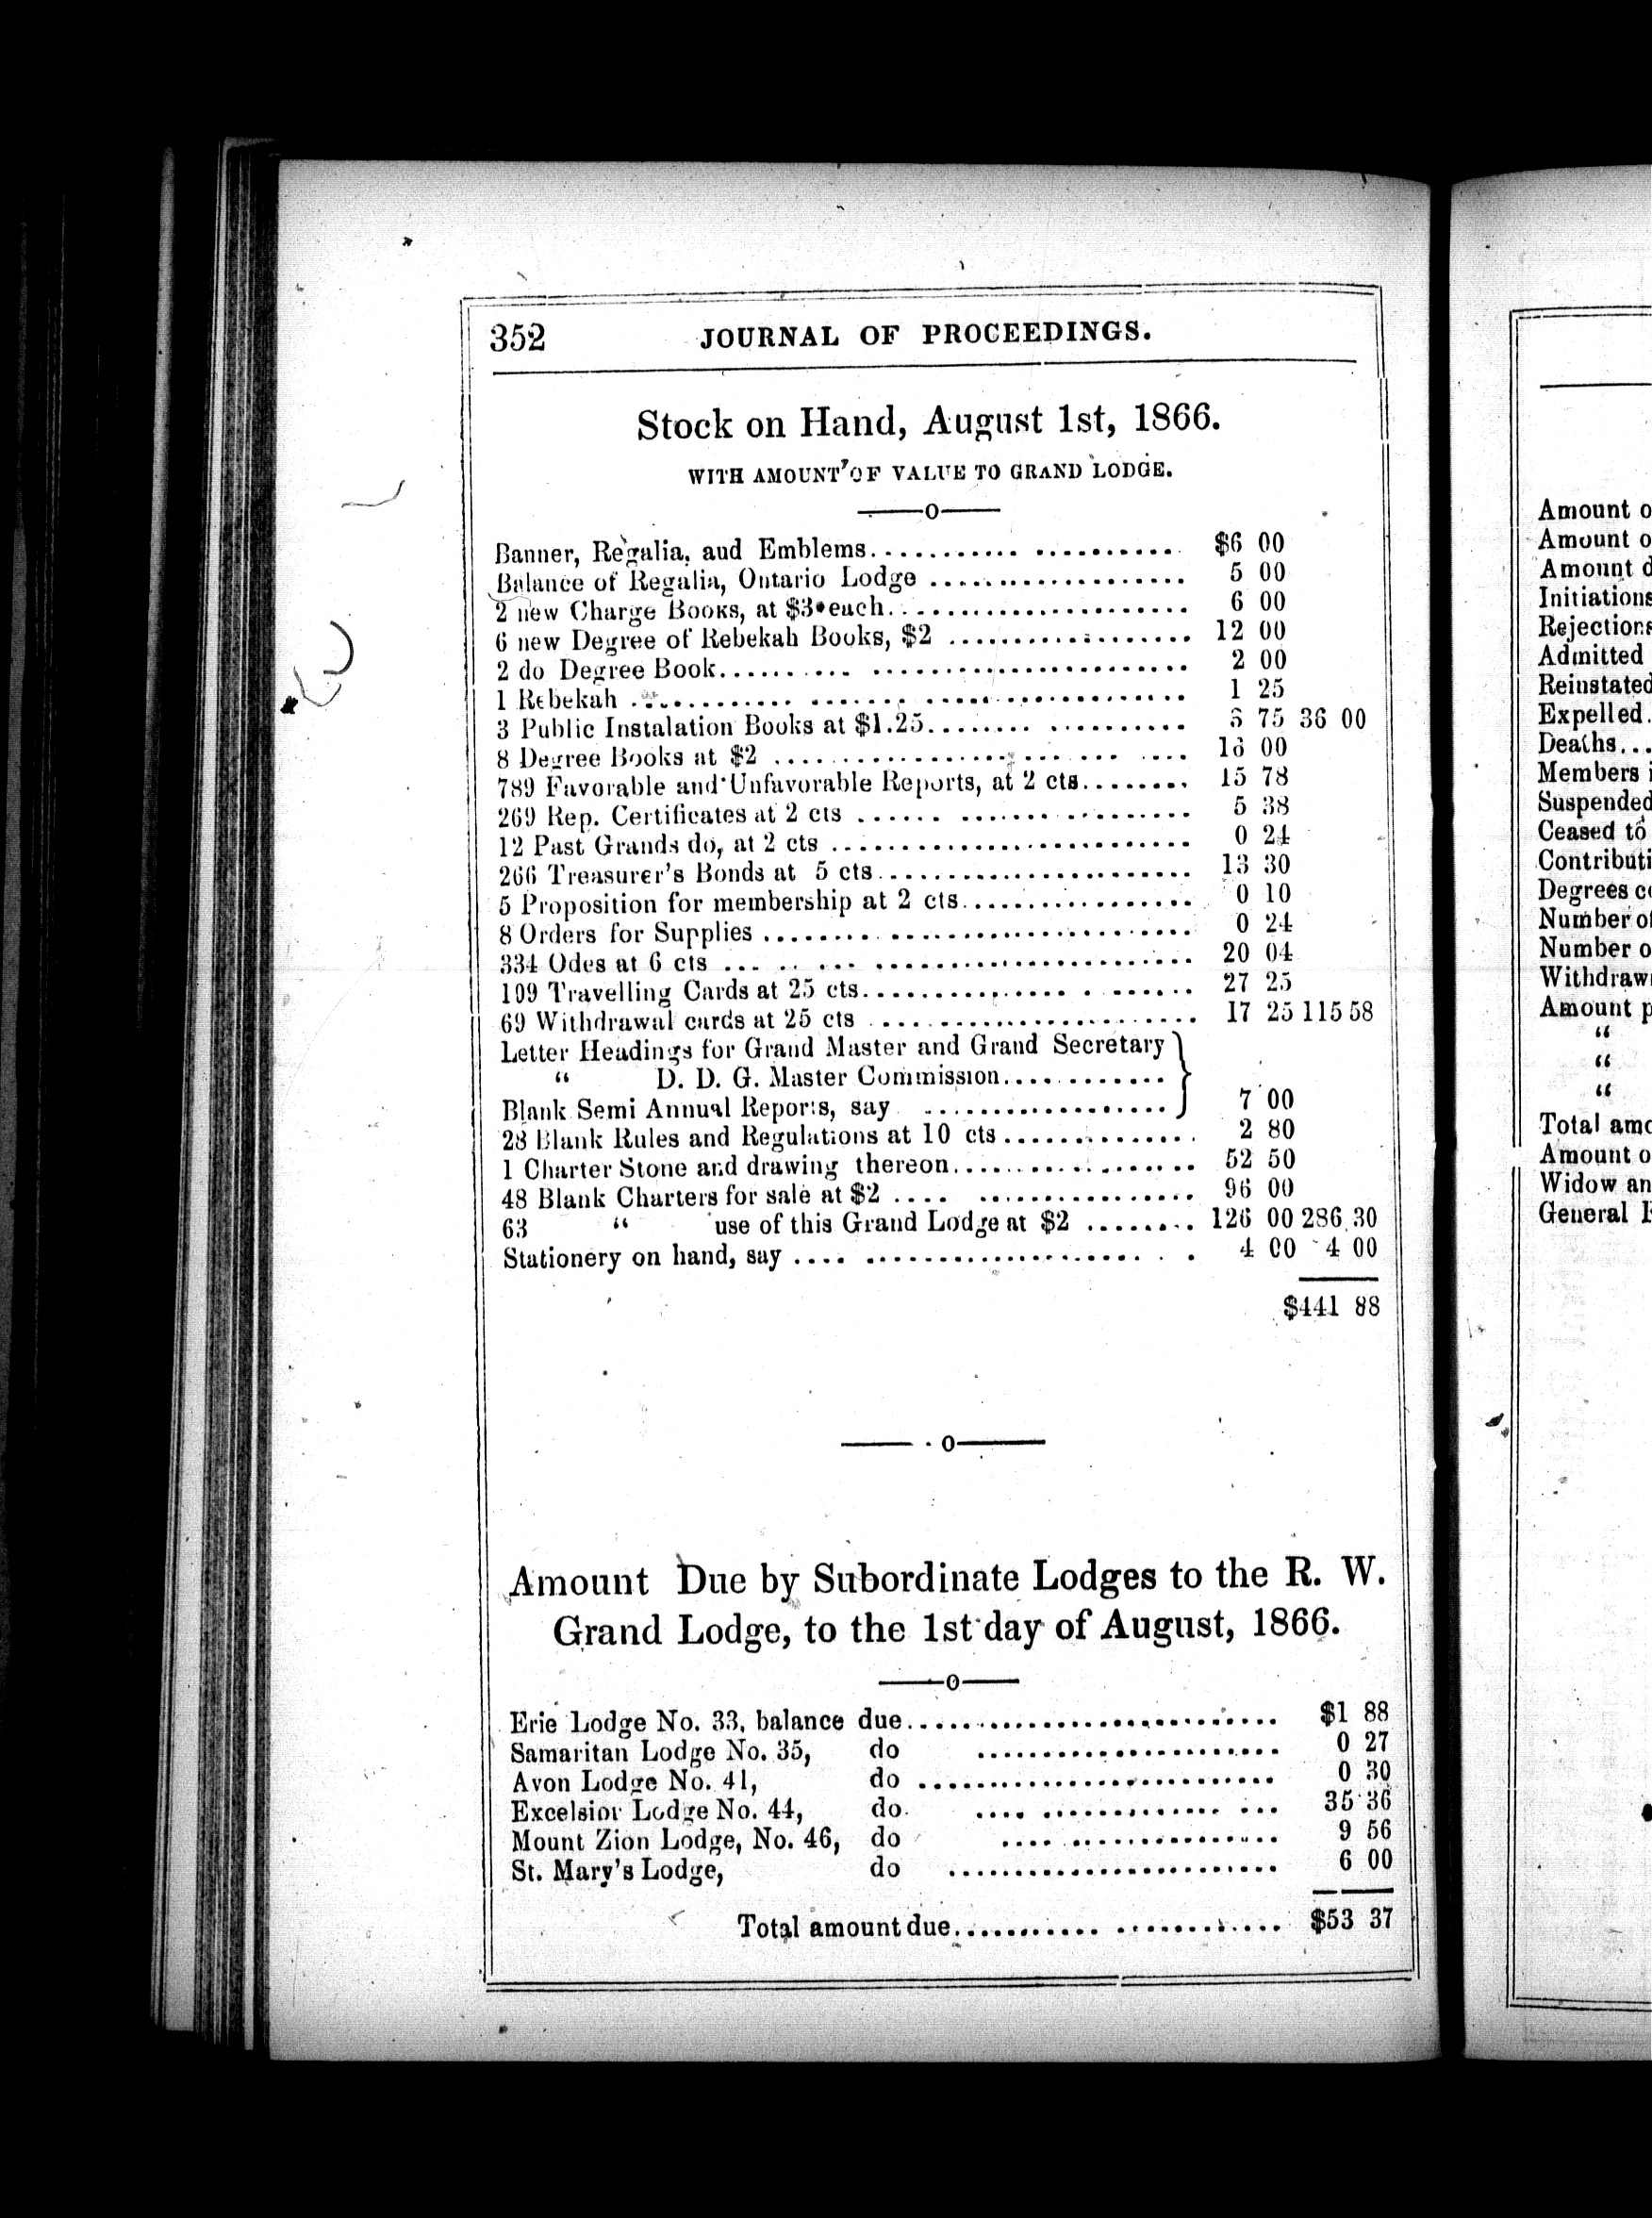 352 JOURNAL OF PROCEEDINGS.
Stock on Hand, August 1st, 1866.
WITH AMOUNT OF VALUE TO GRAND LODGE.
——o——
Banner, Regalia, aud Emblems.................... $6 00
Balance of Regalia, Ontario Lodge .................... 5 00
2 new Charge Books, at $3 each.................... 6 00
6 new Degree of Rebekah Books, $2 .................... 12 00
2 do Degree Book.................... 2 00
1 Rebekah .................... 1 25
3 Public Instalation Books at $1.25.................... 3 75 36 00
8 Degree Books at $2 .................... 16 00
789 Favorable and Unfavorable Reports, at 2 cts........ 15 78
269 Rep. Certificates at 2 cts .................... 5 38
12 Past Grands do, at 2 cts .................... 0 24
266 Treasurer's Bonds at 5 cts.................... 13 30
5 Proposition for membership at 2 cts.................... 0 10
8 Orders for Supplies .................... 0 24
334 Odes at 6 cts .................... 20 04
109 Travelling Cards at 25 cts.................... 27 25
69 Withdrawal cards at 25 cts .................... 17 25 115 58
Letter Headings for Grand Master and Grand Secretary
“ D. D. G. Master Commission............
Blank Semi Annual Reports, say .................... 7 00
28 Blank Rules and Regulations at 10 cts............... 2 80
1 Charter Stone and drawing thereon.................... 52 50
48 Blank Charters for sale at $2 .................... 96 00
63 “ use of this Grand Lodge at $2 ........ 126 00 286 30
Stationery on hand, say .................... 4 00 4 00
$441 88
——o——
Amount Due by Subordinate Lodges to the R. W.
Grand Lodge, to the 1st day of August, 1866.
——o——
Erie Lodge No. 33, balance due.................... $1 88
Samaritan Lodge No. 35, do .................... 0 27
Avon Lodge No. 41, do .................... 0 30
Excelsior Lodge No. 44, do .................... 35 36
Mount Zion Lodge, No. 46, do .................... 9 56
St. Mary's Lodge, do .................... 6 00
Total amount due.................... $53 37
Amount o
Amount o
Amount d
Initiations
Rejections
Admitted
Reinstated
Expelled.
Deaths...
Members i
Suspended
Ceased to
Contributi
Degrees co
Number of
Number o
Withdraw
Amount p
“
“
“
Total amo
Amount o
Widow an
General